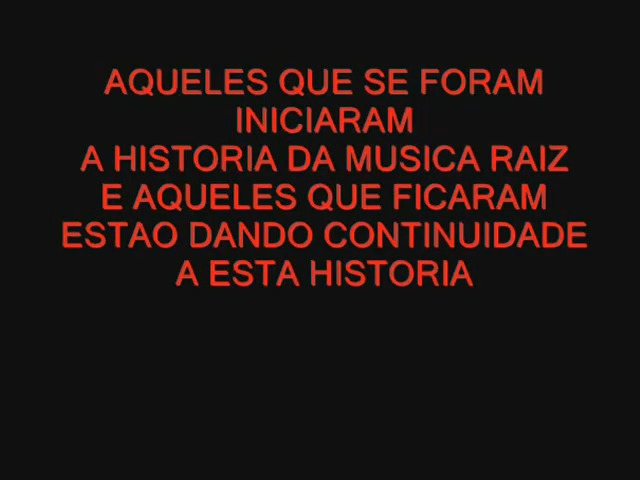 AQUELES QUE SE FORAM
INICIARAM
A HISTORIA DA MUSICA RAIZ
E AQUELES QUE FICARAM
ESTAO DANDO CONTINUIDADE
A ESTA HISTORIA